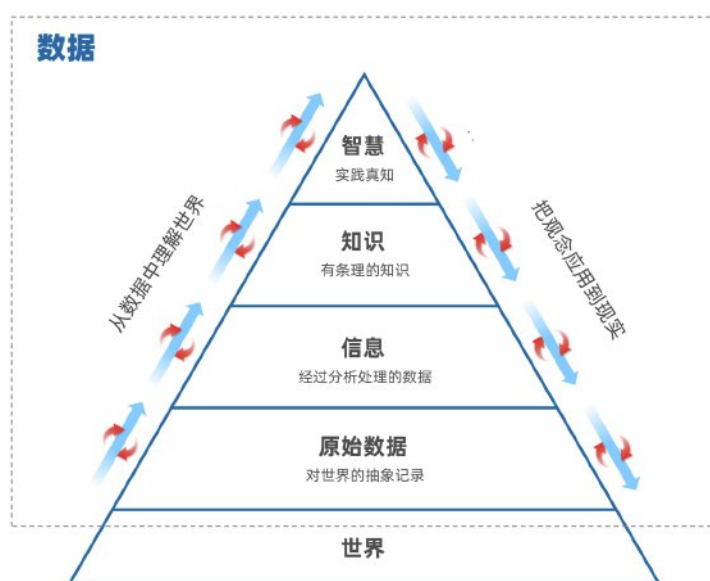 数据
智慧
实践真知
知识
有条理的知识
信息
经过分析处理的数据
原始数据
对世界的抽象记录
世界
从数据中理解世界
把观念应用到现实